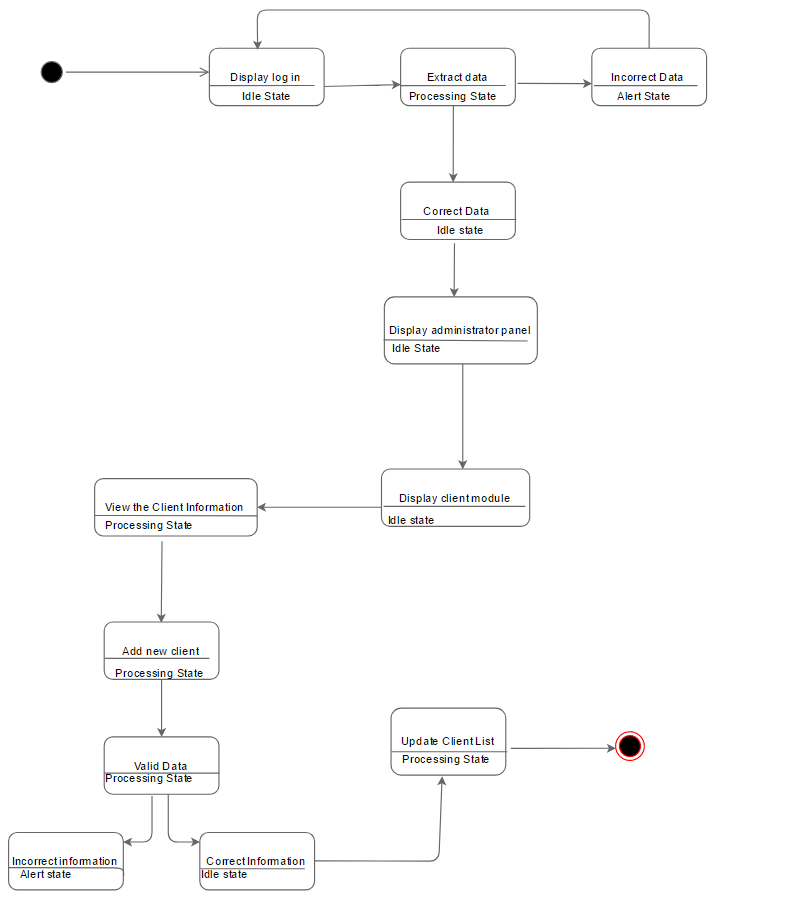 Display log in
Idle State
Extract data
Processing State
Incorrect Data
Alert State
Correct Data
Idle state
Display administrator panel
Idle State
Display client module
Idle state
View the Client Information
Processing State
Add new client
Processing State
Valid Data
Processing State
Update Client List
Processing State
Incorrect information
Alert state
Correct Information
Idle state